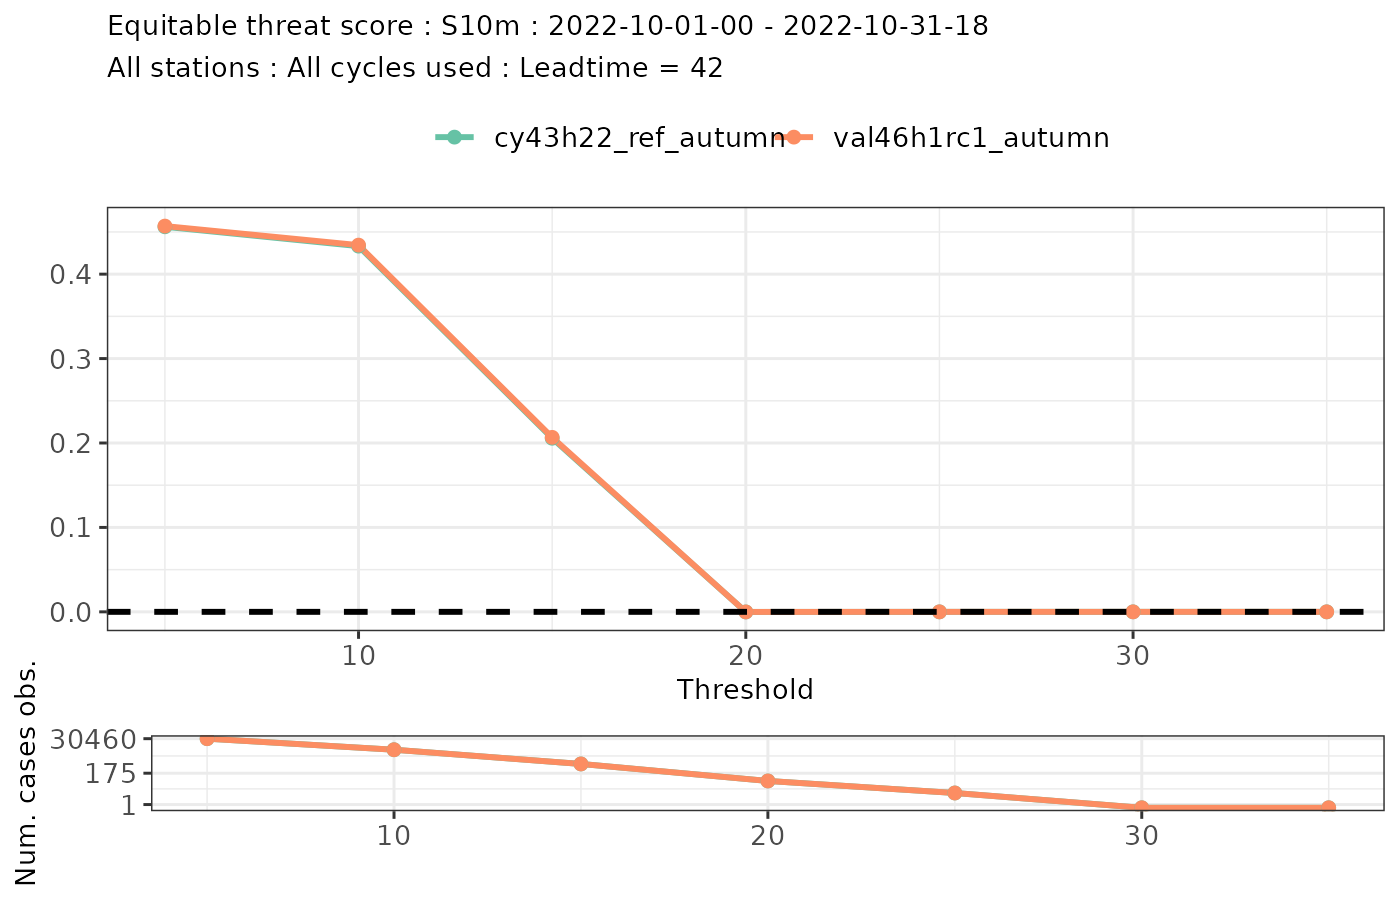 Equitable threat score : S10m : 2022-10-01-00 - 2022-10-31-18
All stations : All cycles used : Leadtime = 42
cy43h22_ref_autumn val46h1rc1_autumn
0.4
0.3
0.2
0.1
0.0
10 20 30
Threshold
Num. cases obs.
30460
175
1
10 20 30